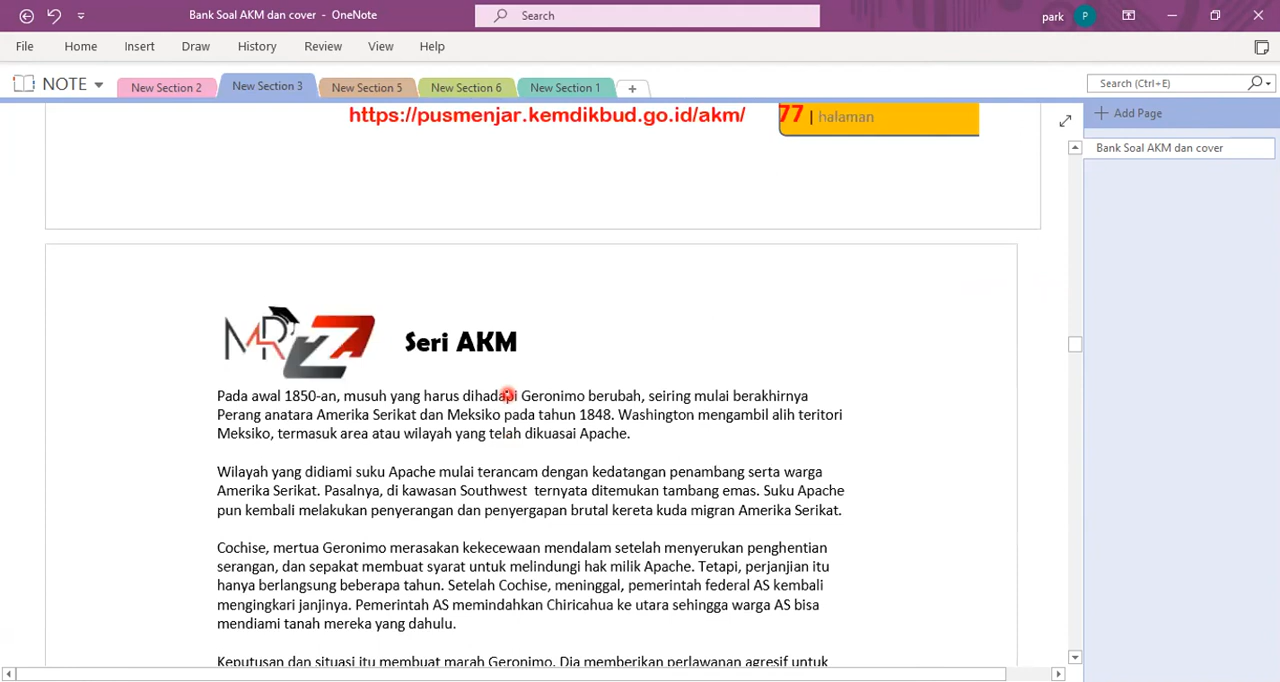 Bank Soal AKM dan cover - OneNote
Search
park
P
File Home Insert Draw History Review View Help
NOTE
New Section 2
New Section 3
New Section 5
New Section 6
New Section 1
Search (Ctrl+E)
https://pusmenjar.kemdikbud.go.id/akm/
77 | halaman
Add Page
Bank Soal AKM dan cover
MR ZA
Seri AKM
Pada awal 1850-an, musuh yang harus dihadapi Geronimo berubah, seiring mulai berakhirnya
Perang anatara Amerika Serikat dan Meksiko pada tahun 1848. Washington mengambil alih teritori
Meksiko, termasuk area atau wilayah yang telah dikuasai Apache.
Wilayah yang didiami suku Apache mulai terancam dengan kedatangan penambang serta warga
Amerika Serikat. Pasalnya, di kawasan Southwest ternyata ditemukan tambang emas. Suku Apache
pun kembali melakukan penyerangan dan penyergapan brutal kereta kuda migran Amerika Serikat.
Cochise, mertua Geronimo merasakan kekecewaan mendalam setelah menyerukan penghentian
serangan, dan sepakat membuat syarat untuk melindungi hak milik Apache. Tetapi, perjanjian itu
hanya berlangsung beberapa tahun. Setelah Cochise, meninggal, pemerintah federal AS kembali
mengingkari janjinya. Pemerintah AS memindahkan Chiricahua ke utara sehingga warga AS bisa
mendiami tanah mereka yang dahulu.
Keputusan dan situasi itu membuat marah Geronimo. Dia memberikan perlawanan agresif untuk